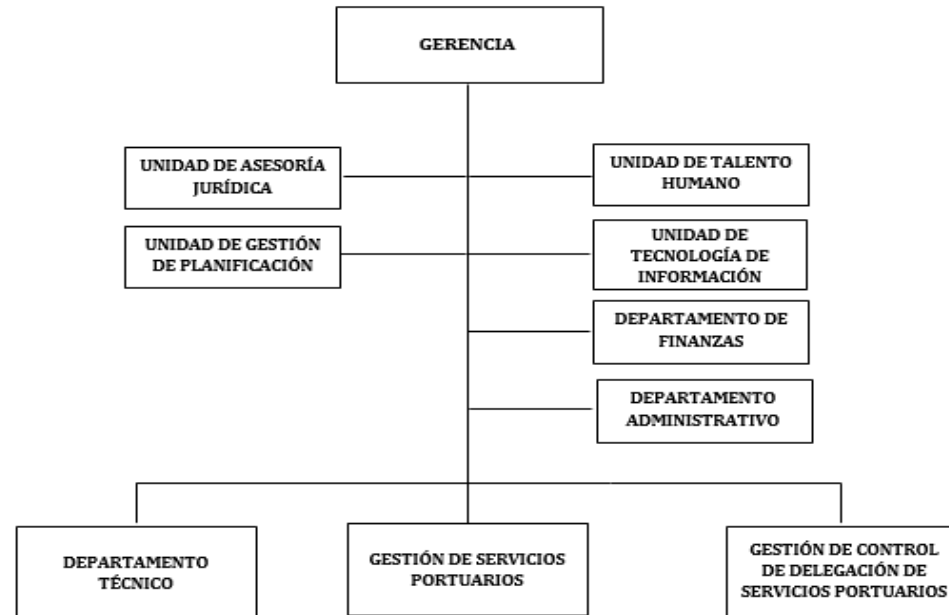 GERENCIA
UNIDAD DE ASESORÍA
JURÍDICA
UNIDAD DE TALENTO
HUMANO
UNIDAD DE GESTIÓN
DE PLANIFICACIÓN
UNIDAD DE
TECNOLOGÍA DE
INFORMACIÓN
DEPARTAMENTO DE
FINANZAS
DEPARTAMENTO
ADMINISTRATIVO
DEPARTAMENTO
TÉCNICO
GESTIÓN DE SERVICIOS
PORTUARIOS
GESTIÓN DE CONTROL
DE DELEGACIÓN DE
SERVICIOS PORTUARIOS